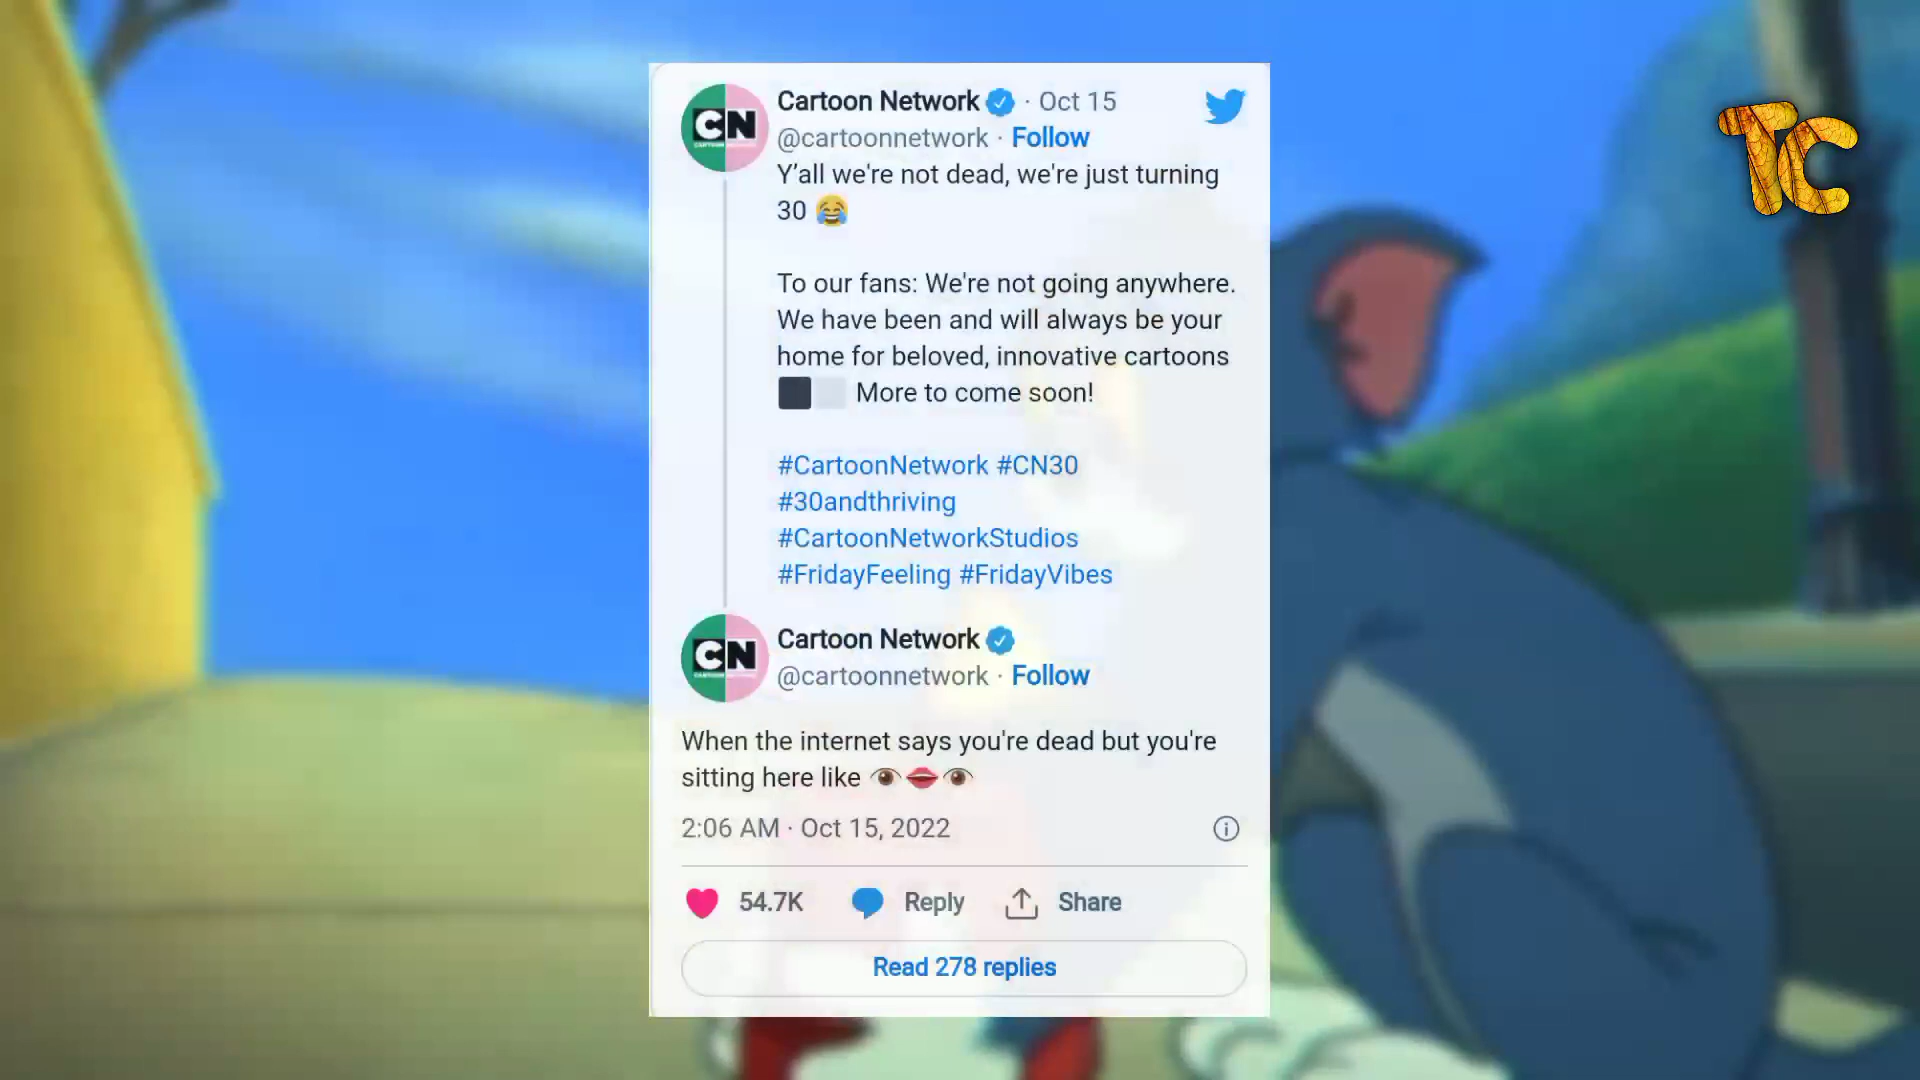 TC
CN
Cartoon Network · Oct 15
@cartoonnetwork · Follow
Y’all we're not dead, we're just turning
30 😂
To our fans: We're not going anywhere.
We have been and will always be your
home for beloved, innovative cartoons
⬛⬜ More to come soon!
#CartoonNetwork #CN30
#30andthriving
#CartoonNetworkStudios
#FridayFeeling #FridayVibes
CN
Cartoon Network
@cartoonnetwork · Follow
When the internet says you're dead but you're
sitting here like 👁️👄👁️
2:06 AM · Oct 15, 2022
54.7K Reply Share
Read 278 replies